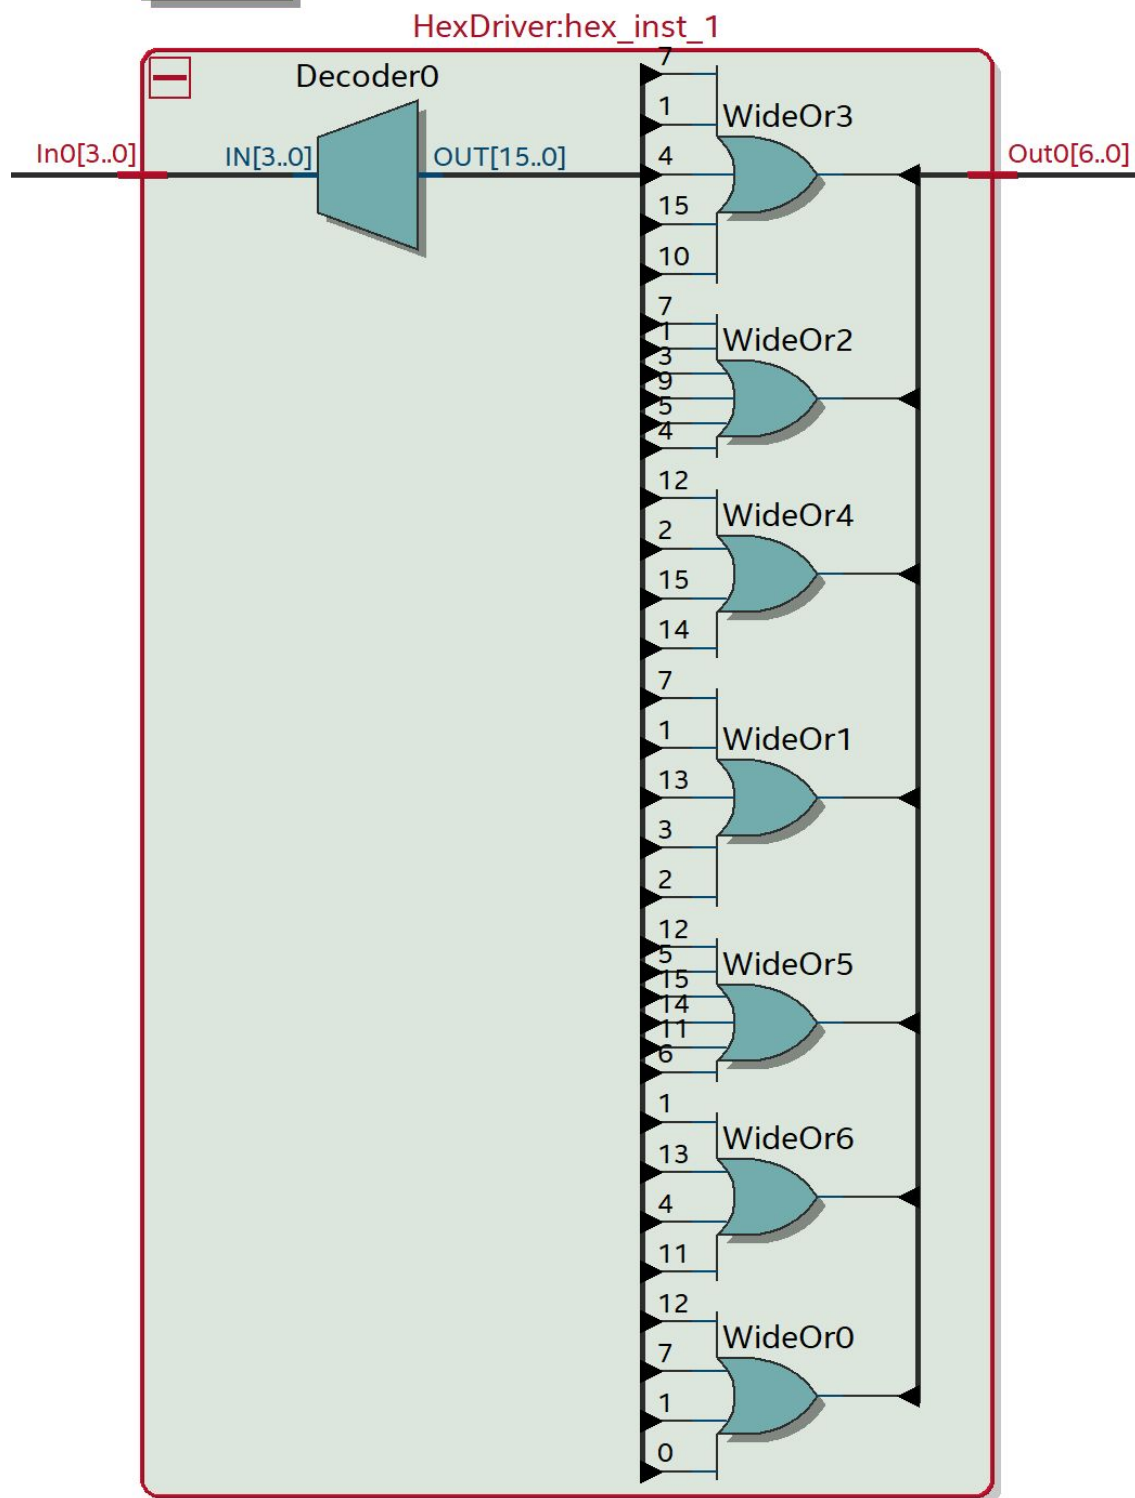 HexDriver:hex_inst_1
Decoder0
In0[3..0]
IN[3..0]
OUT[15..0]
Out0[6..0]
7
1
4
15
10
WideOr3
7
1
3
9
5
4
WideOr2
12
2
15
14
WideOr4
7
1
13
3
2
WideOr1
12
5
15
14
11
6
WideOr5
1
13
4
11
WideOr6
12
7
1
0
WideOr0